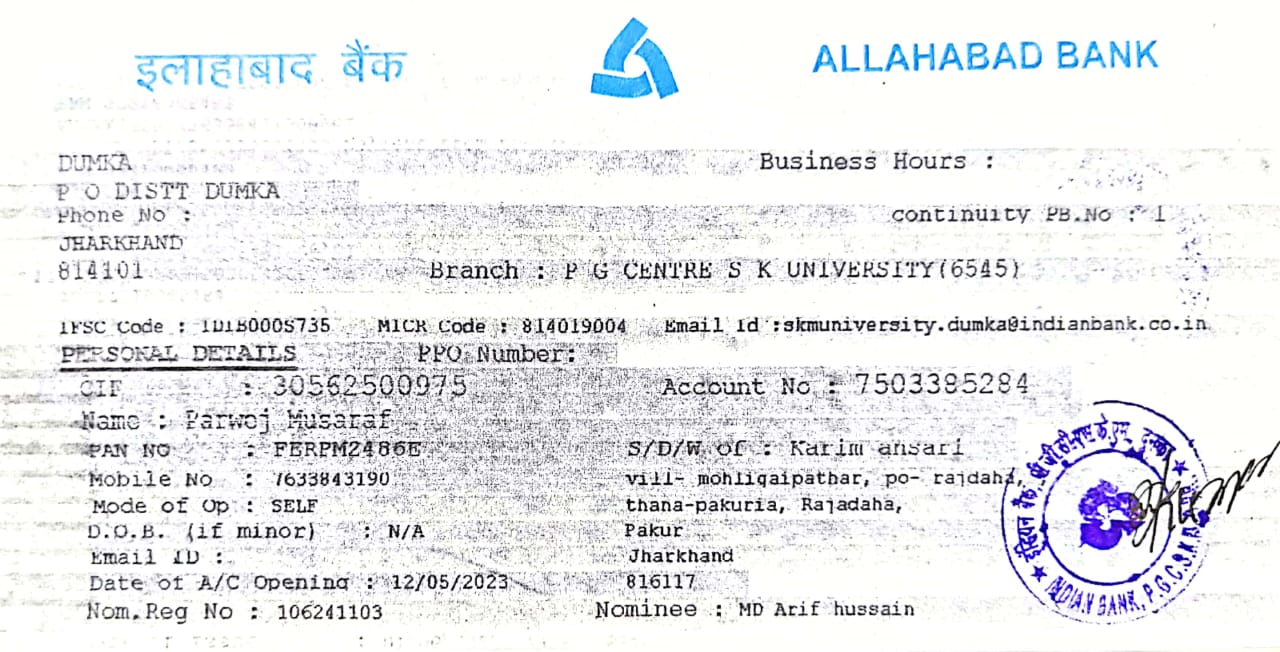 इलाहाबाद बैंक
ALLAHABAD BANK
DUMKA Business Hours :
P O DISTT DUMKA
Phone No : continuity PB.No : 1
JHARKHAND
814101 Branch : P G CENTRE S K UNIVERSITY(6545)
IFSC Code : IDIB000S735 MICR Code : 814019004 Email Id :skmuniversity.dumka@indianbank.co.in
PERSONAL DETAILS PPO Number:
CIF : 30562500975 Account No : 7503385284
Name : Parwej Musaraf
PAN NO : FERPM2486E S/D/W of : Karim ansari
Mobile No : 7633843190 vill- mohligaipathar, po- rajdaha,
Mode of Op : SELF thana-pakuria, Rajadaha,
D.O.B. (if minor) : N/A Pakur
Email ID : Jharkhand
Date of A/C Opening : 12/05/2023 816117
Nom.Reg No : 106241103 Nominee : MD Arif hussain
इंडियन बैंक दुमका
INDIAN BANK, P.G.C.S.K.